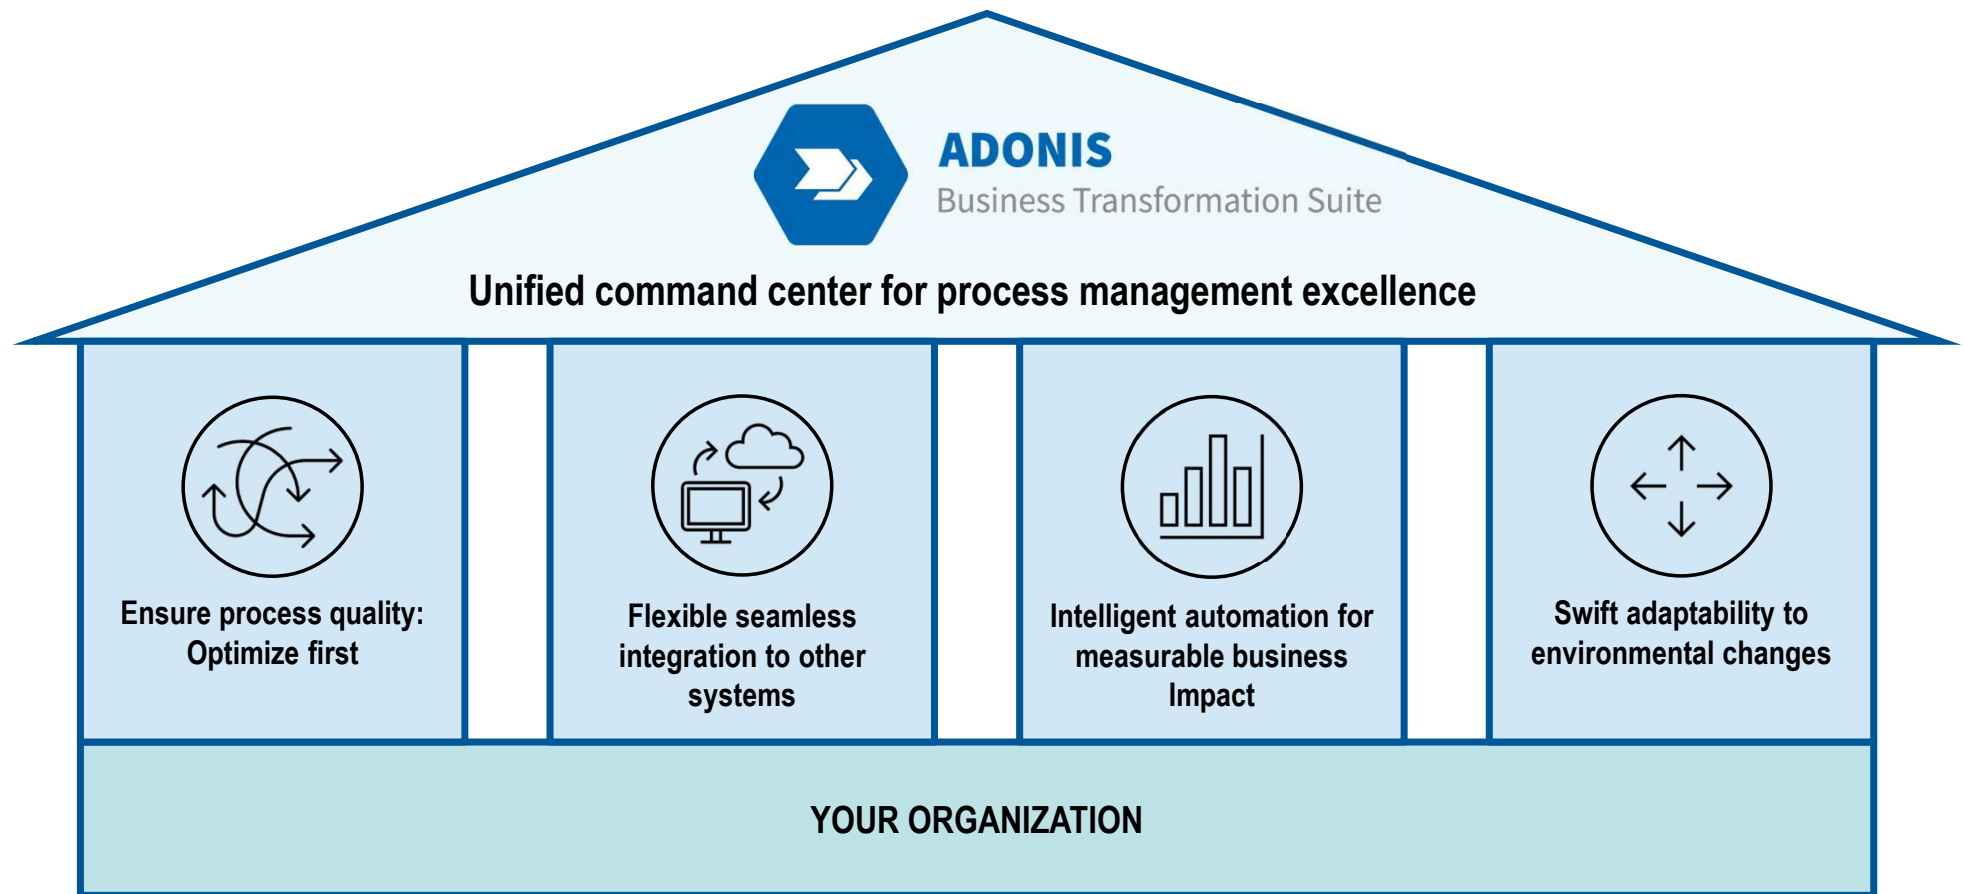 ADONIS
Business Transformation Suite
Unified command center for process management excellence
Ensure process quality:
Optimize first
Flexible seamless
integration to other
systems
Intelligent automation for
measurable business
Impact
Swift adaptability to
environmental changes
YOUR ORGANIZATION